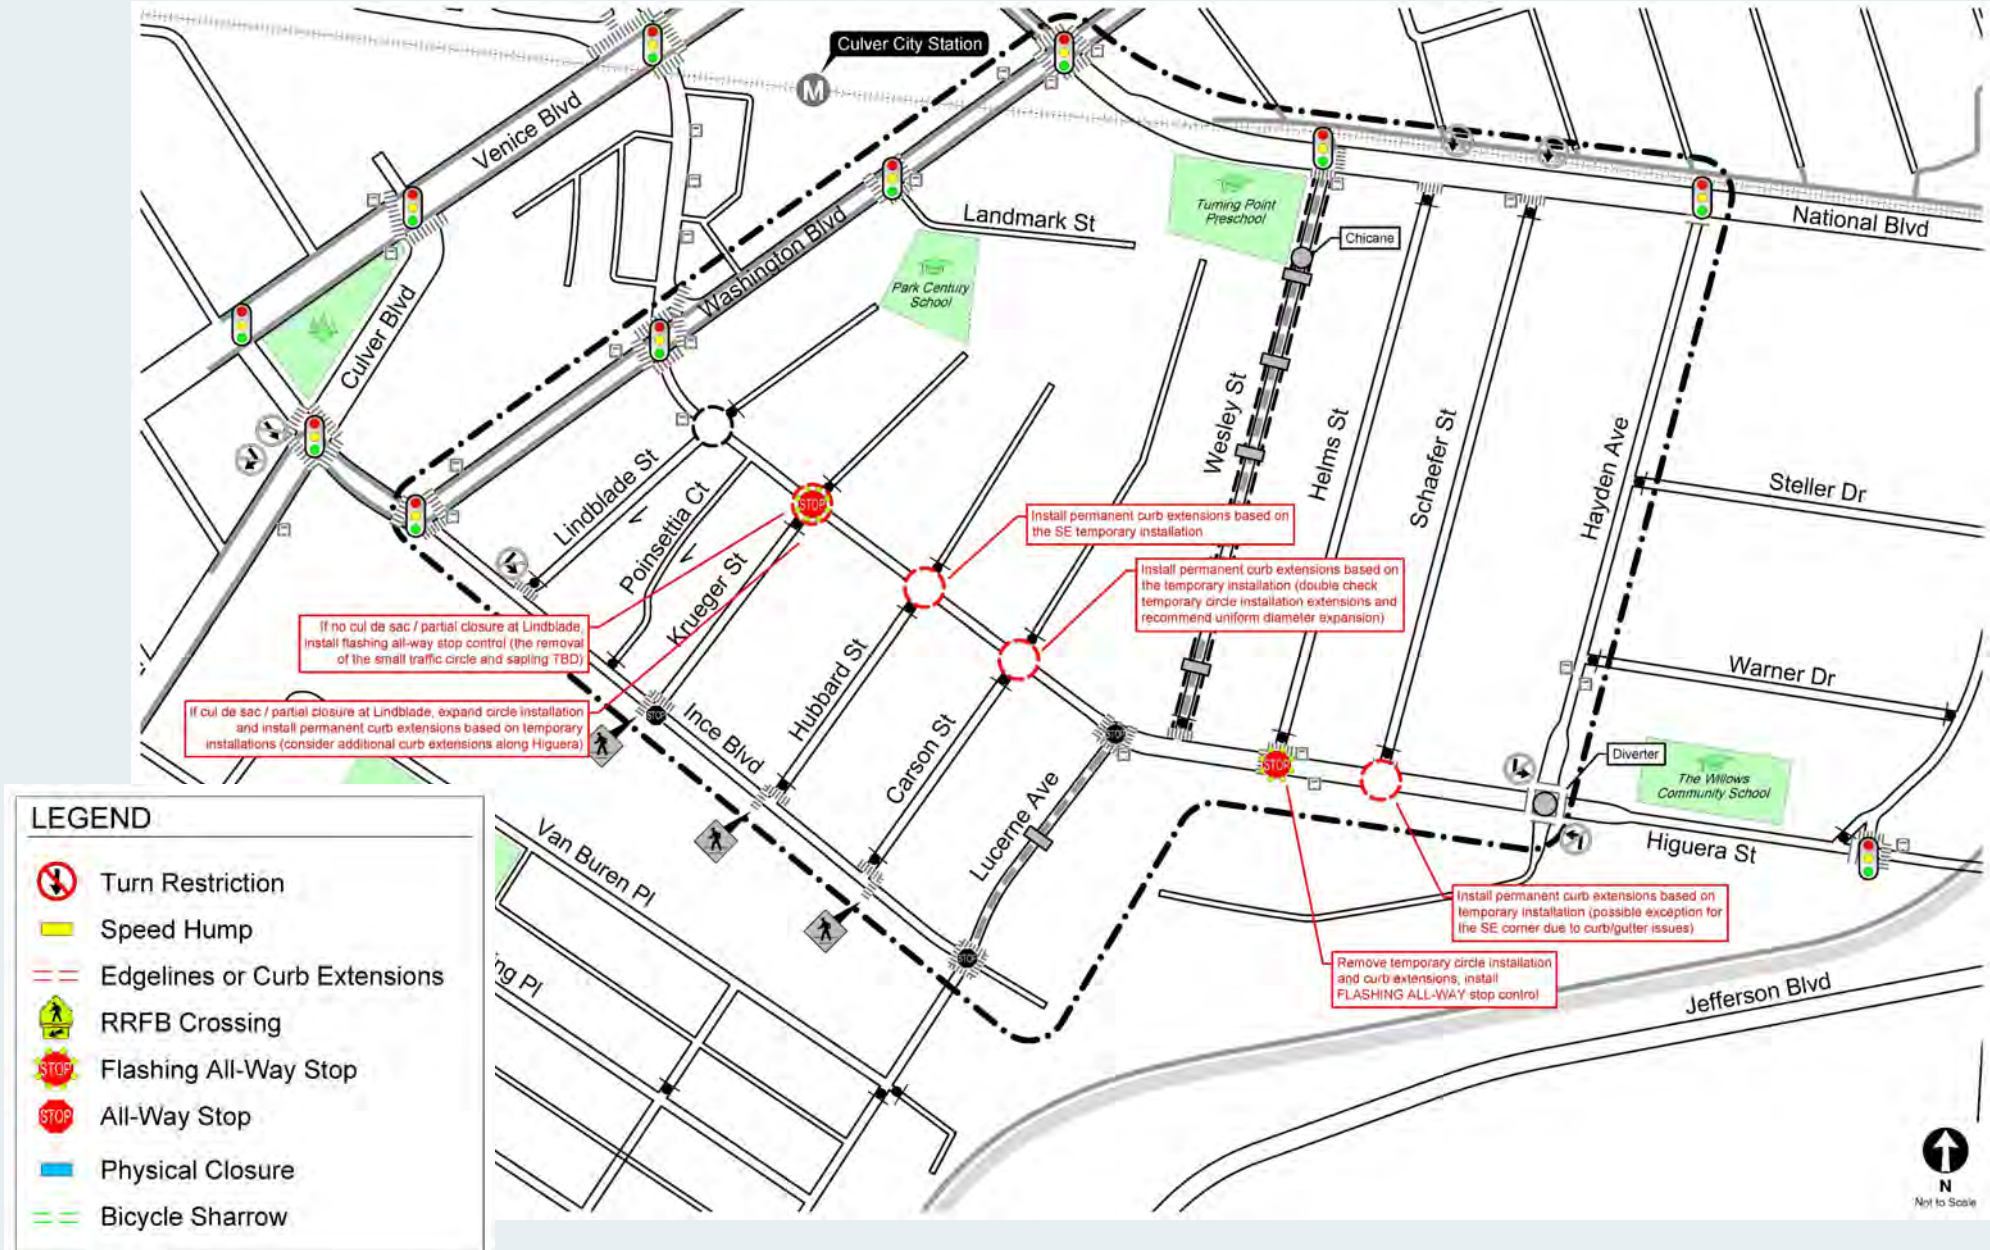 Culver City Station
M
Venice Blvd
Landmark St
Turning Point
Preschool
National Blvd
Chicane
Washington Blvd
Park Century
School
Culver Blvd
Wesley St
Helms St
Schaefer St
Hayden Ave
Steller Dr
Lindblade St
Poinsettia Ct
STOP
Install permanent curb extensions based on
the SE temporary installation
Krueger St
Install permanent curb extensions based on
the temporary installation (double check
temporary circle installation extensions and
recommend uniform diameter expansion)
If no cul de sac / partial closure at Lindblade,
install flashing all-way stop control (the removal
of the small traffic circle and sapling TBD)
Hubbard St
Warner Dr
If cul de sac / partial closure at Lindblade, expand circle installation
and install permanent curb extensions based on temporary
installations (consider additional curb extensions along Higuera)
STOP
Ince Blvd
Carson St
STOP
STOP
Diverter
The Willows
Community School
Lucerne Ave
Higuera St
Van Buren Pl
Install permanent curb extensions based on
temporary installation (possible exception for
the SE corner due to curb/gutter issues)
STOP
Remove temporary circle installation
and curb extensions, install
FLASHING ALL-WAY stop control
ng Pl
Jefferson Blvd
N
Not to Scale
LEGEND
Turn Restriction
Speed Hump
Edgelines or Curb Extensions
RRFB Crossing
STOP Flashing All-Way Stop
STOP All-Way Stop
Physical Closure
Bicycle Sharrow